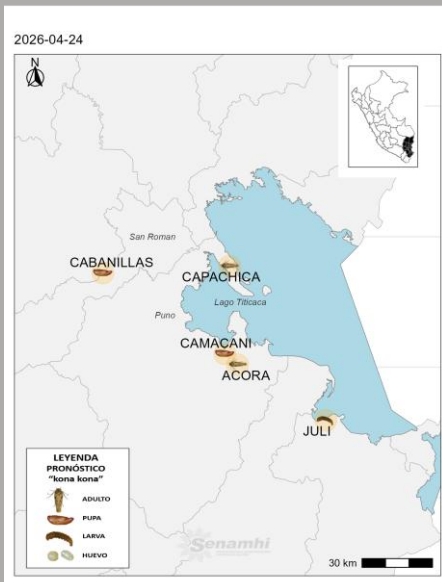 2026-04-24
N
San Roman
CABANILLAS
CAPACHICA
Lago Titicaca
Puno
CAMACANI
ACORA
JULI
LEYENDA
PRONÓSTICO
"kona kona"
ADULTO
PUPA
LARVA
HUEVO
Senamhi
30 km